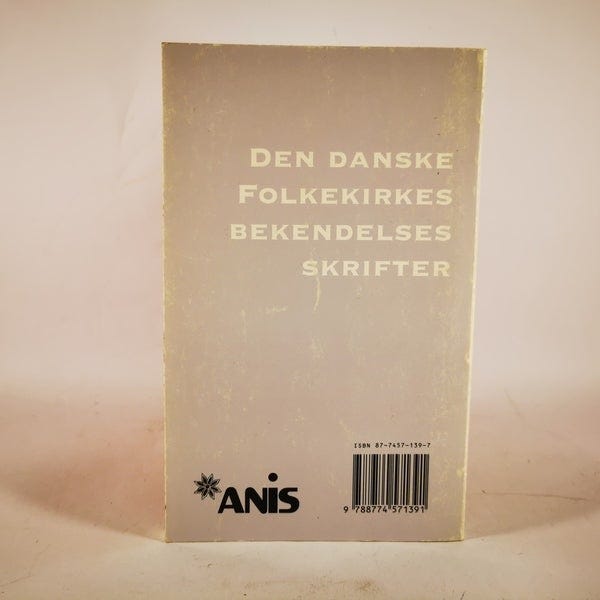 DEN DANSKE
FOLKEKIRKES
BEKENDELSES
SKRIFTER
ISBN 87-7457-139-7
ANIS
9 788774 571391